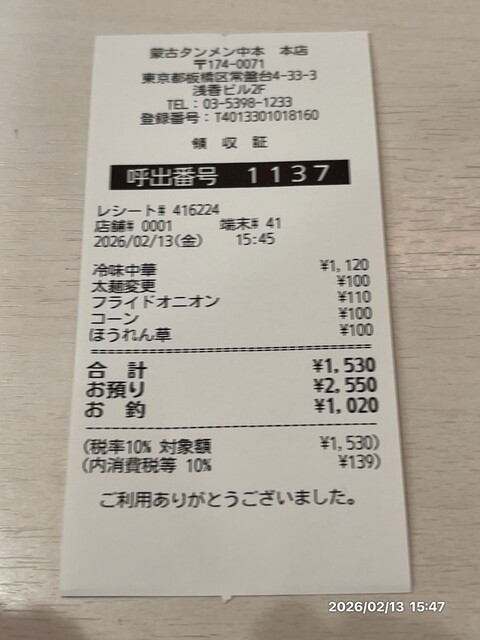 蒙古タンメン中本 本店
〒174-0071
東京都板橋区常盤台4-33-3
浅香ビル2F
TEL：03-5398-1233
登録番号：T4013301018160
領 収 証
呼出番号 1137
レシート# 416224
店舗# 0001 端末# 41
2026/02/13(金) 15:45
冷味中華 ¥1,120
太麺変更 ¥100
フライドオニオン ¥110
コーン ¥100
ほうれん草 ¥100
合 計 ¥1,530
お預り ¥2,550
お 釣 ¥1,020
(税率10% 対象額 ¥1,530)
(内消費税等 10% ¥139)
ご利用ありがとうございました。
2026/02/13 15:47